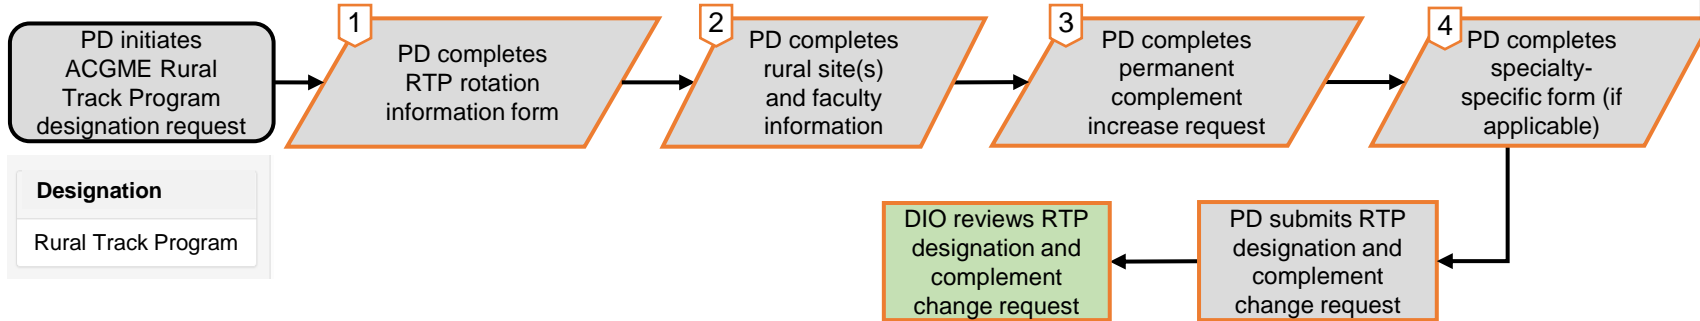 PD initiates
ACGME Rural
Track Program
designation request
1
PD completes
RTP rotation
information form
2
PD completes
rural site(s)
and faculty
information
3
PD completes
permanent
complement
increase request
4
PD completes
specialty-
specific form (if
applicable)
Designation
Rural Track Program
DIO reviews RTP
designation and
complement
change request
PD submits RTP
designation and
complement
change request